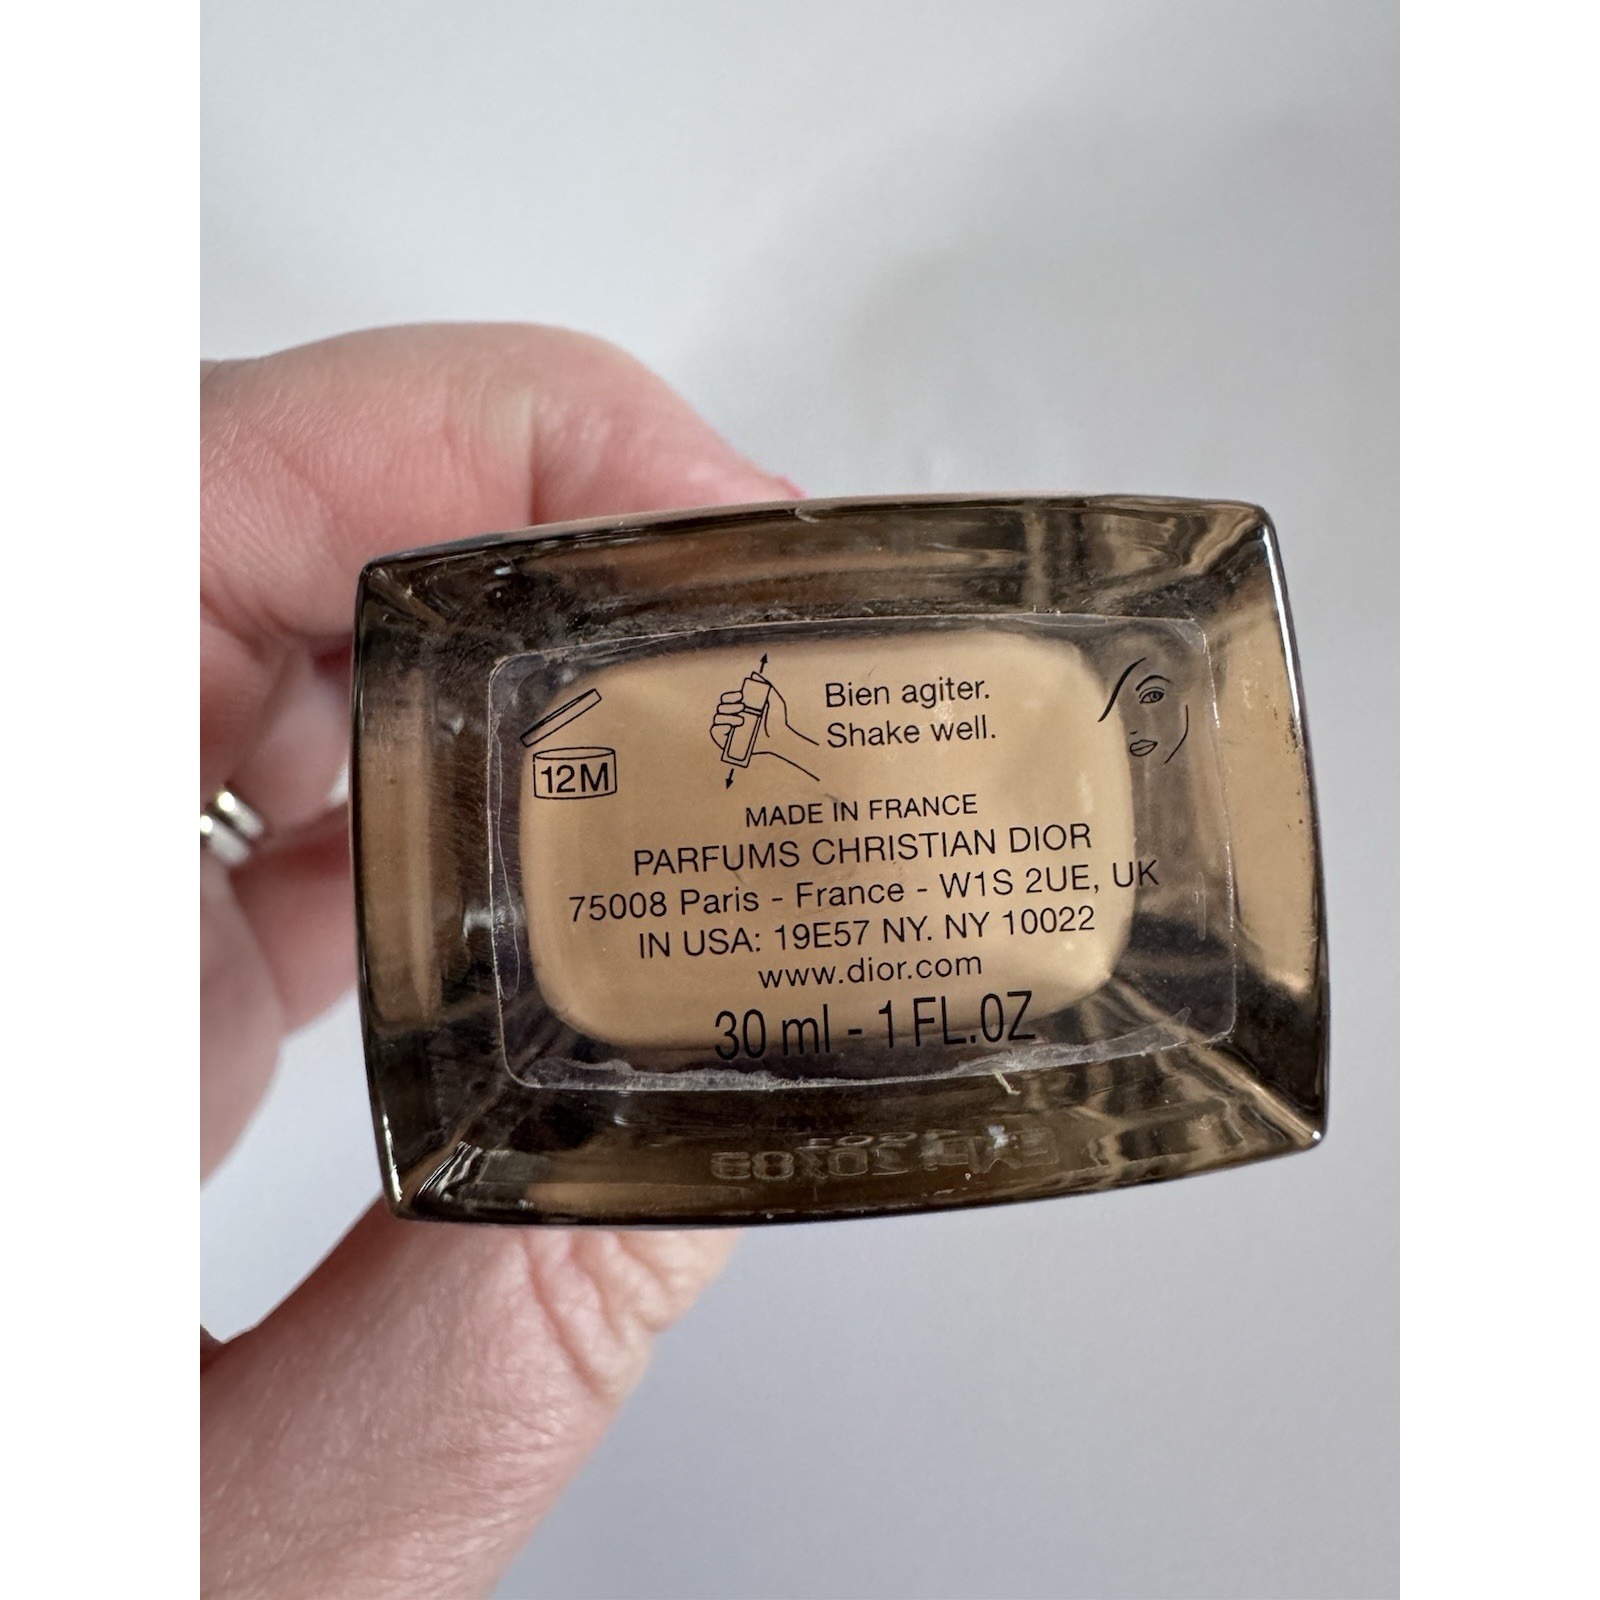 Bien agiter.
Shake well.
12M
MADE IN FRANCE
PARFUMS CHRISTIAN DIOR
75008 Paris - France - W1S 2UE, UK
IN USA: 19E57 NY. NY 10022
www.dior.com
30 ml - 1 FL.OZ